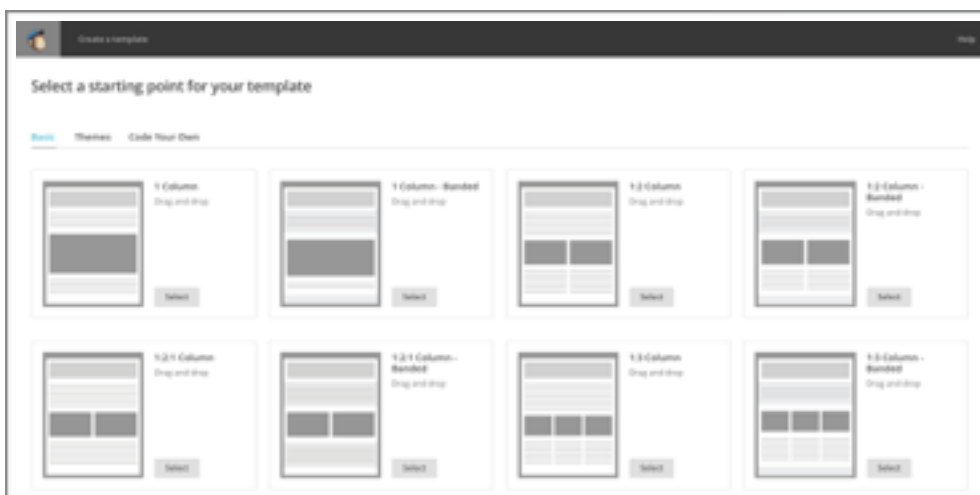 Create a template
Help
Select a starting point for your template
Basic Themes Code Your Own
1 Column
Drag and drop
Select
1 Column - Banded
Drag and drop
Select
1:2 Column
Drag and drop
Select
1:2 Column -
Banded
Drag and drop
Select
1:2:1 Column
Drag and drop
Select
1:2:1 Column -
Banded
Drag and drop
Select
1:3 Column
Drag and drop
Select
1:3 Column -
Banded
Drag and drop
Select